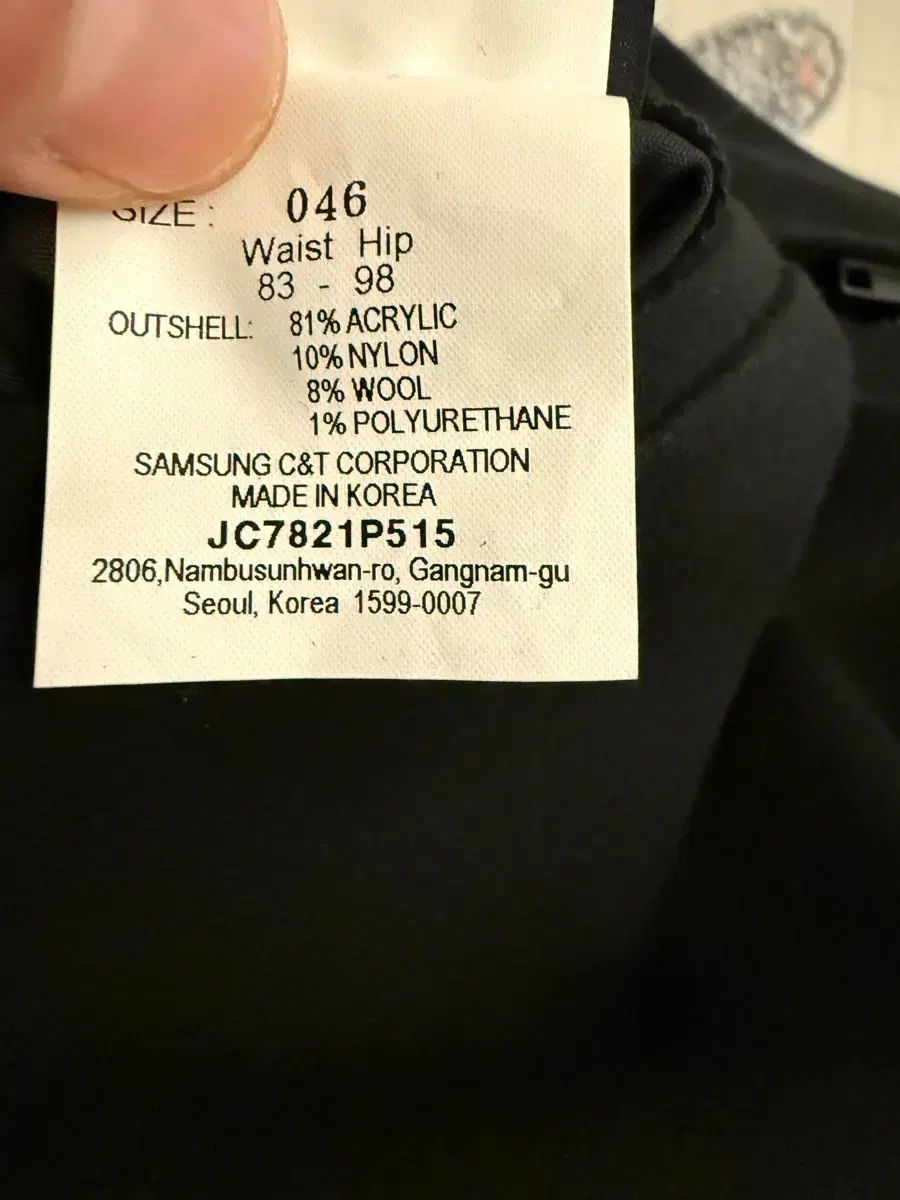 SIZE : 046
Waist Hip
83 - 98
OUTSHELL: 81% ACRYLIC
10% NYLON
8% WOOL
1% POLYURETHANE
SAMSUNG C&T CORPORATION
MADE IN KOREA
JC7821P515
2806,Nambusunhwan-ro, Gangnam-gu
Seoul, Korea 1599-0007